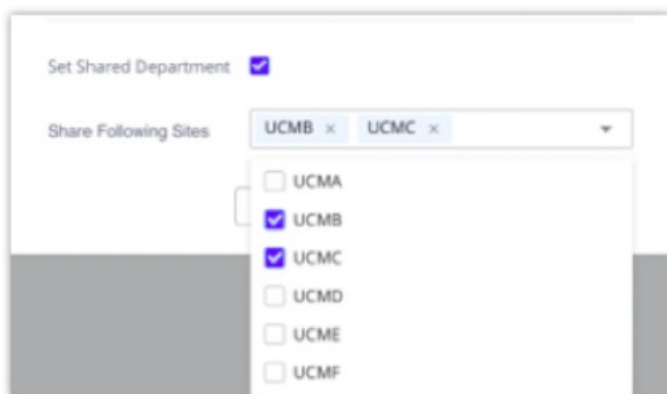 Set Shared Department
Share Following Sites UCMB × UCMC ×
UCMA
UCMB
UCMC
UCMD
UCME
UCMF